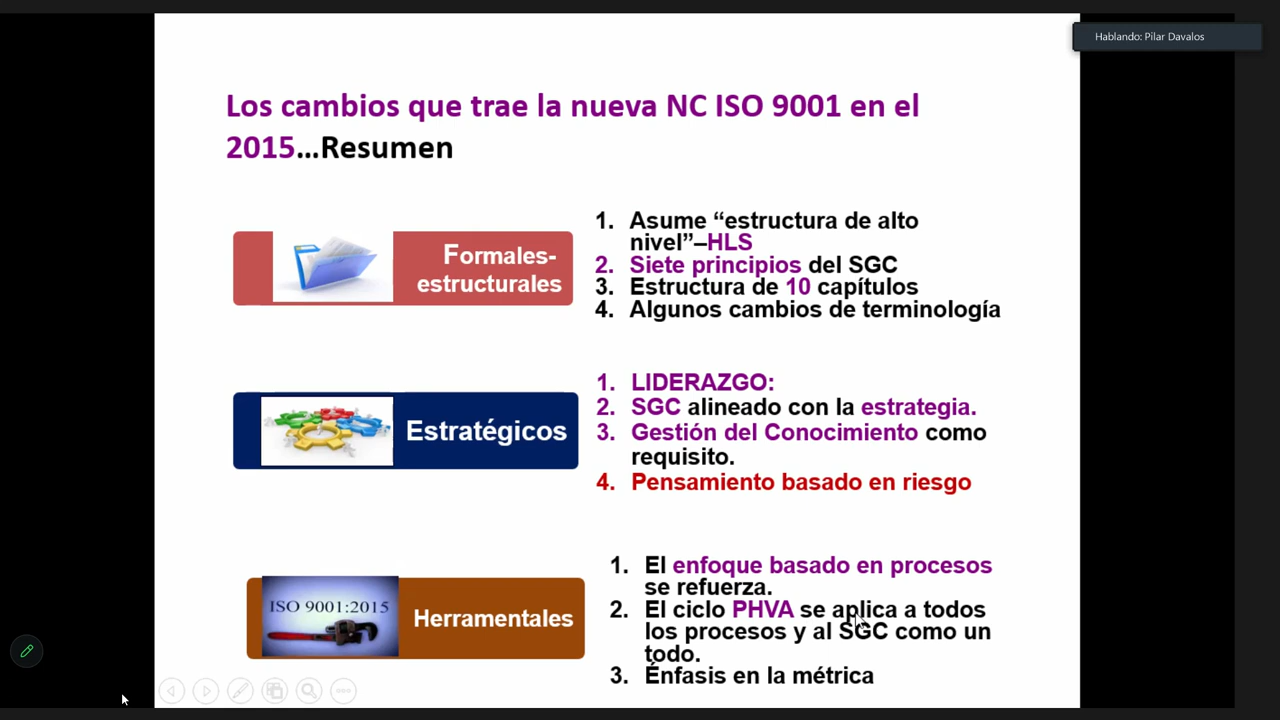 Hablando: Pilar Davalos
Los cambios que trae la nueva NC ISO 9001 en el
2015...Resumen
Formales-
estructurales
1. Asume “estructura de alto
nivel”–HLS
2. Siete principios del SGC
3. Estructura de 10 capítulos
4. Algunos cambios de terminología
Estratégicos
1. LIDERAZGO:
2. SGC alineado con la estrategia.
3. Gestión del Conocimiento como
requisito.
4. Pensamiento basado en riesgo
ISO 9001:2015
Herramentales
1. El enfoque basado en procesos
se refuerza.
2. El ciclo PHVA se aplica a todos
los procesos y al SGC como un
todo.
3. Énfasis en la métrica